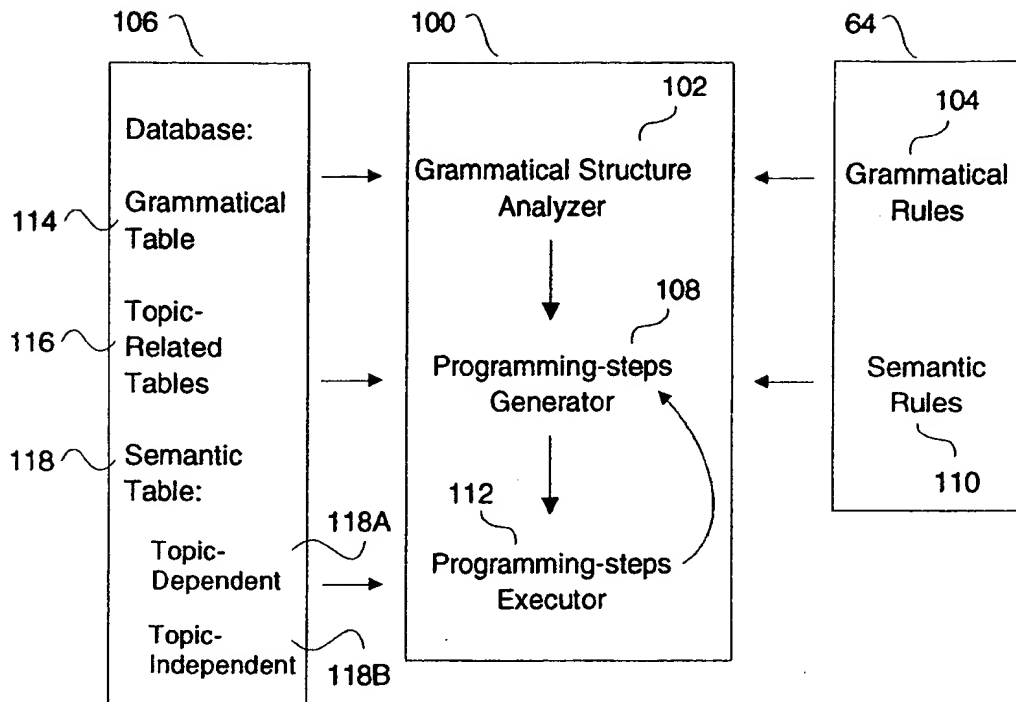 106
100
64
102
104
Database:
Grammatical Structure
Analyzer
Grammatical
Rules
114
Grammatical
Table
108
116
Topic-
Related
Tables
Programming-steps
Generator
Semantic
Rules
110
118
Semantic
Table:
112
118A
Topic-
Dependent
Programming-steps
Executor
Topic-
Independent
118B